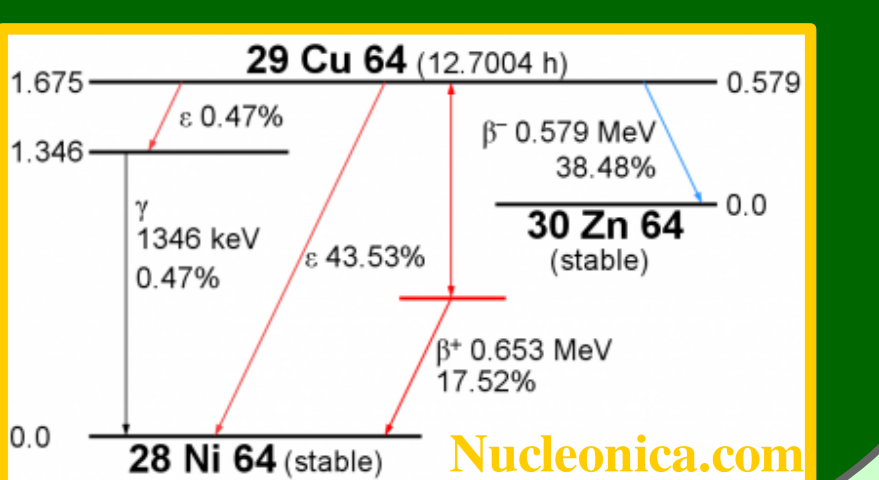 29 Cu 64 (12.7004 h)
1.675
0.579
ε 0.47%
β⁻ 0.579 MeV
38.48%
1.346
0.0
30 Zn 64
(stable)
γ
1346 keV
0.47%
ε 43.53%
β⁺ 0.653 MeV
17.52%
0.0
28 Ni 64 (stable)
Nucleonica.com